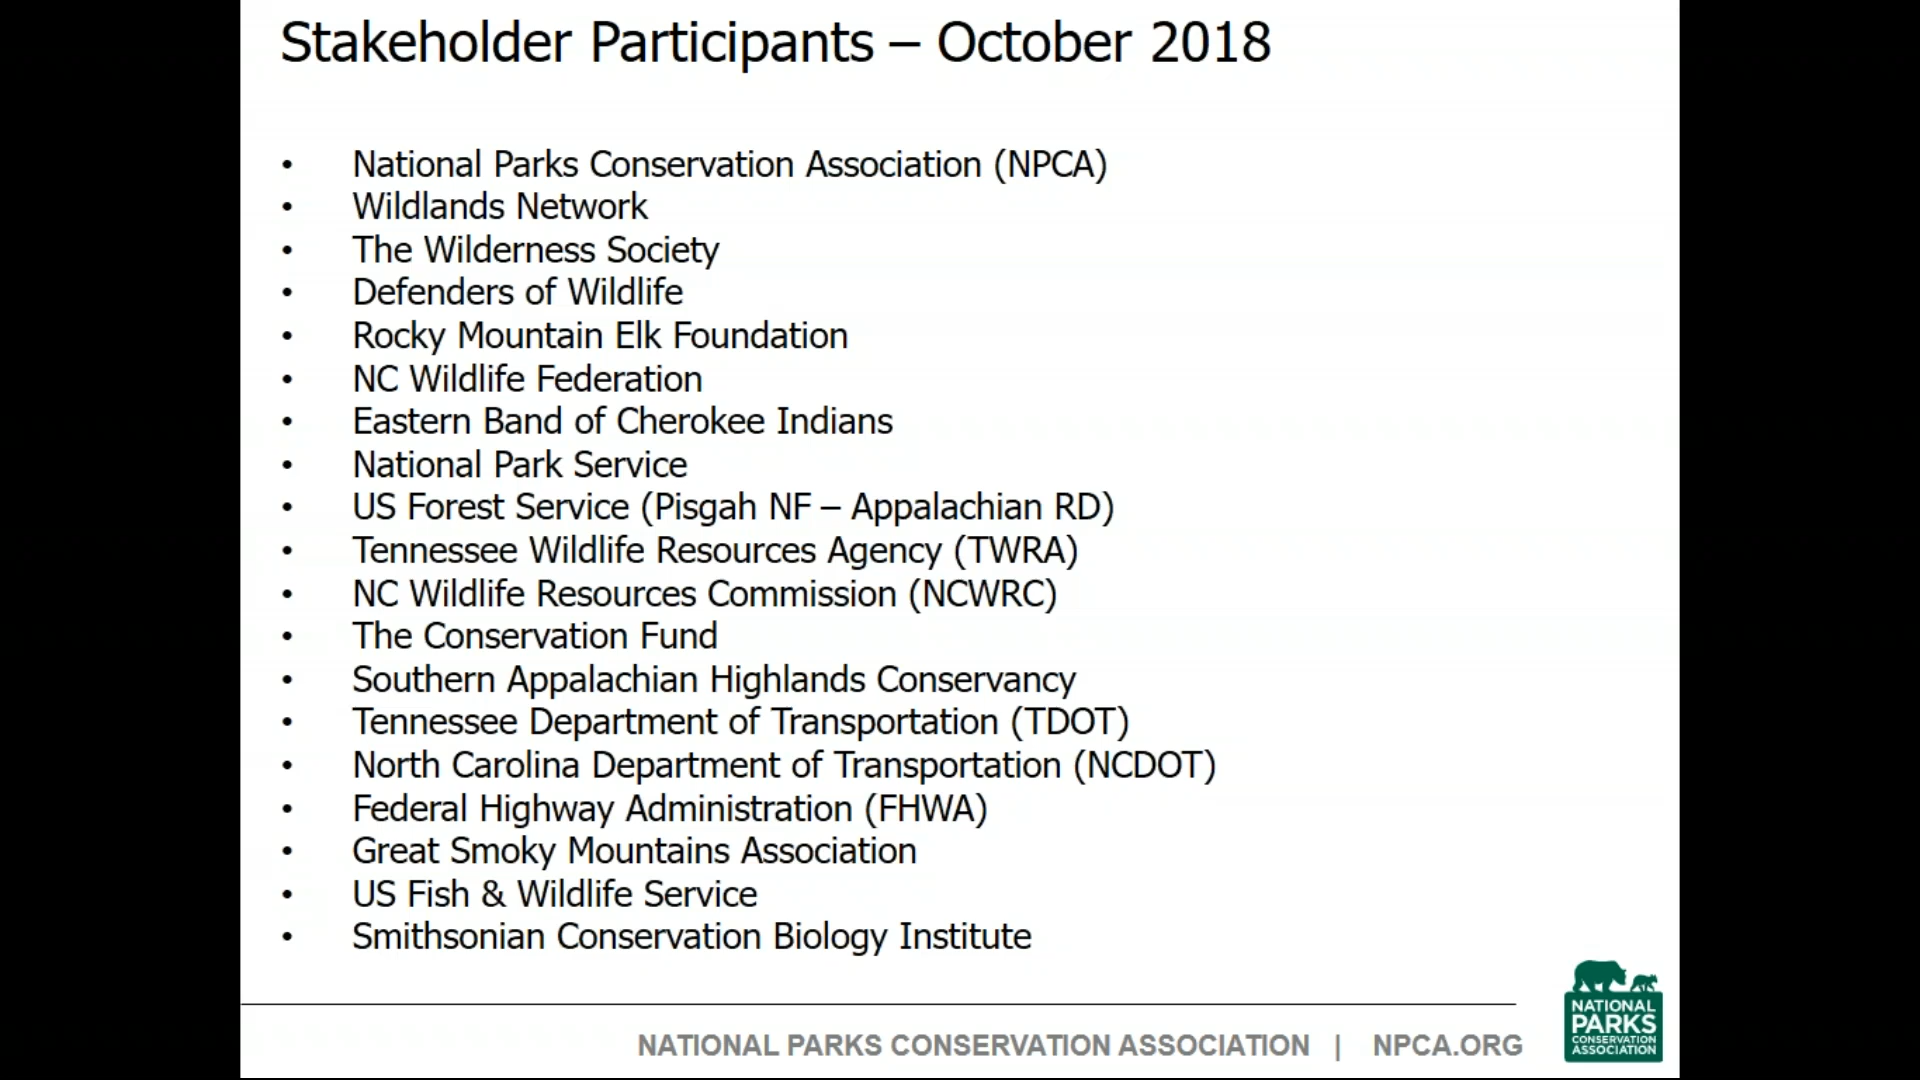 Stakeholder Participants – October 2018
• National Parks Conservation Association (NPCA)
• Wildlands Network
• The Wilderness Society
• Defenders of Wildlife
• Rocky Mountain Elk Foundation
• NC Wildlife Federation
• Eastern Band of Cherokee Indians
• National Park Service
• US Forest Service (Pisgah NF – Appalachian RD)
• Tennessee Wildlife Resources Agency (TWRA)
• NC Wildlife Resources Commission (NCWRC)
• The Conservation Fund
• Southern Appalachian Highlands Conservancy
• Tennessee Department of Transportation (TDOT)
• North Carolina Department of Transportation (NCDOT)
• Federal Highway Administration (FHWA)
• Great Smoky Mountains Association
• US Fish & Wildlife Service
• Smithsonian Conservation Biology Institute
NATIONAL PARKS CONSERVATION ASSOCIATION | NPCA.ORG
NATIONAL
PARKS
CONSERVATION
ASSOCIATION